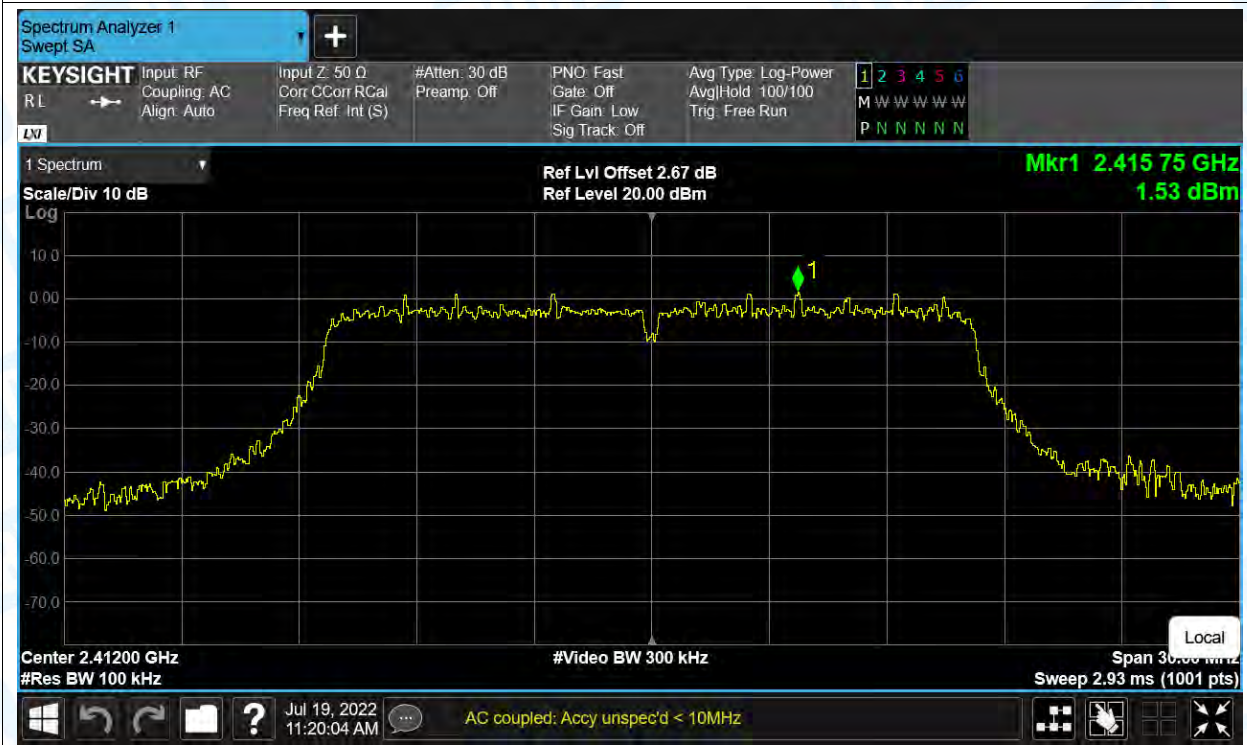 Spectrum Analyzer 1
Swept SA
KEYSIGHT
R L
LXI
Input: RF
Coupling: AC
Align: Auto
Input Z: 50 Ω
Corr CCorr RCal
Freq Ref: Int (S)
#Atten: 30 dB
Preamp: Off
PNO: Fast
Gate: Off
IF Gain: Low
Sig Track: Off
Avg Type: Log-Power
Avg|Hold: 100/100
Trig: Free Run
1 2 3 4 5 6
M W W W W W
P N N N N N
1 Spectrum
Scale/Div 10 dB
Log
Ref Lvl Offset 2.67 dB
Ref Level 20.00 dBm
Mkr1 2.415 75 GHz
1.53 dBm
10.0
0.00
-10.0
-20.0
-30.0
-40.0
-50.0
-60.0
-70.0
1
Local
Center 2.41200 GHz
#Res BW 100 kHz
#Video BW 300 kHz
Span 30.00 MHz
Sweep 2.93 ms (1001 pts)
?
Jul 19, 2022
11:20:04 AM
AC coupled: Accy unspec'd < 10MHz